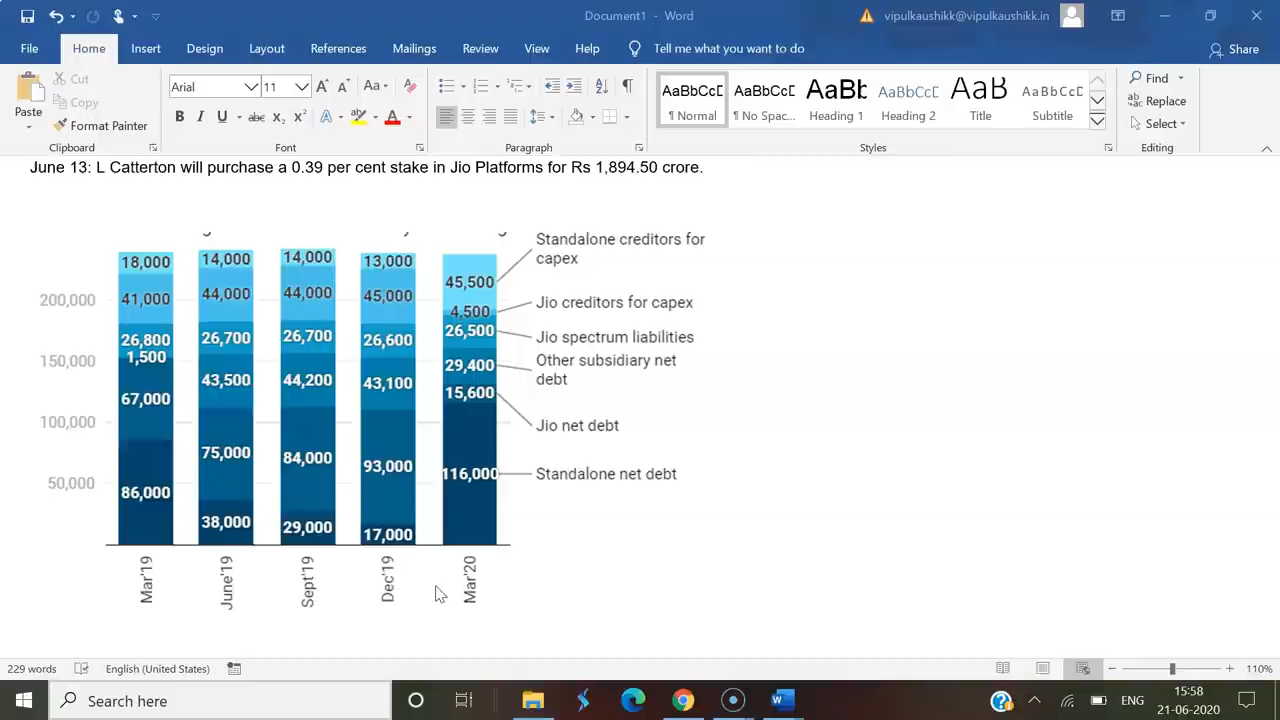 Document1 - Word
vipulkaushikk@vipulkaushikk.in
File Home Insert Design Layout References Mailings Review View Help Tell me what you want to do Share
Paste
Cut
Copy
Format Painter
Clipboard
Arial 11
Aa
B I U abc x₂ x² A A
Font
Paragraph
AaBbCcD AaBbCcD AaBb AaBbCcD AaB AaBbCcD
¶ Normal ¶ No Spac... Heading 1 Heading 2 Title Subtitle
Styles
Find
Replace
Select
Editing
June 13: L Catterton will purchase a 0.39 per cent stake in Jio Platforms for Rs 1,894.50 crore.
200,000
150,000
100,000
50,000
18,000
41,000
26,800
1,500
67,000
86,000
14,000
44,000
26,700
43,500
75,000
38,000
14,000
44,000
26,700
44,200
84,000
29,000
13,000
45,000
26,600
43,100
93,000
17,000
45,500
4,500
26,500
29,400
15,600
116,000
Standalone creditors for
capex
Jio creditors for capex
Jio spectrum liabilities
Other subsidiary net
debt
Jio net debt
Standalone net debt
Mar'19
June'19
Sept'19
Dec'19
Mar'20
229 words English (United States) 110%
Search here
ENG
15:58
21-06-2020